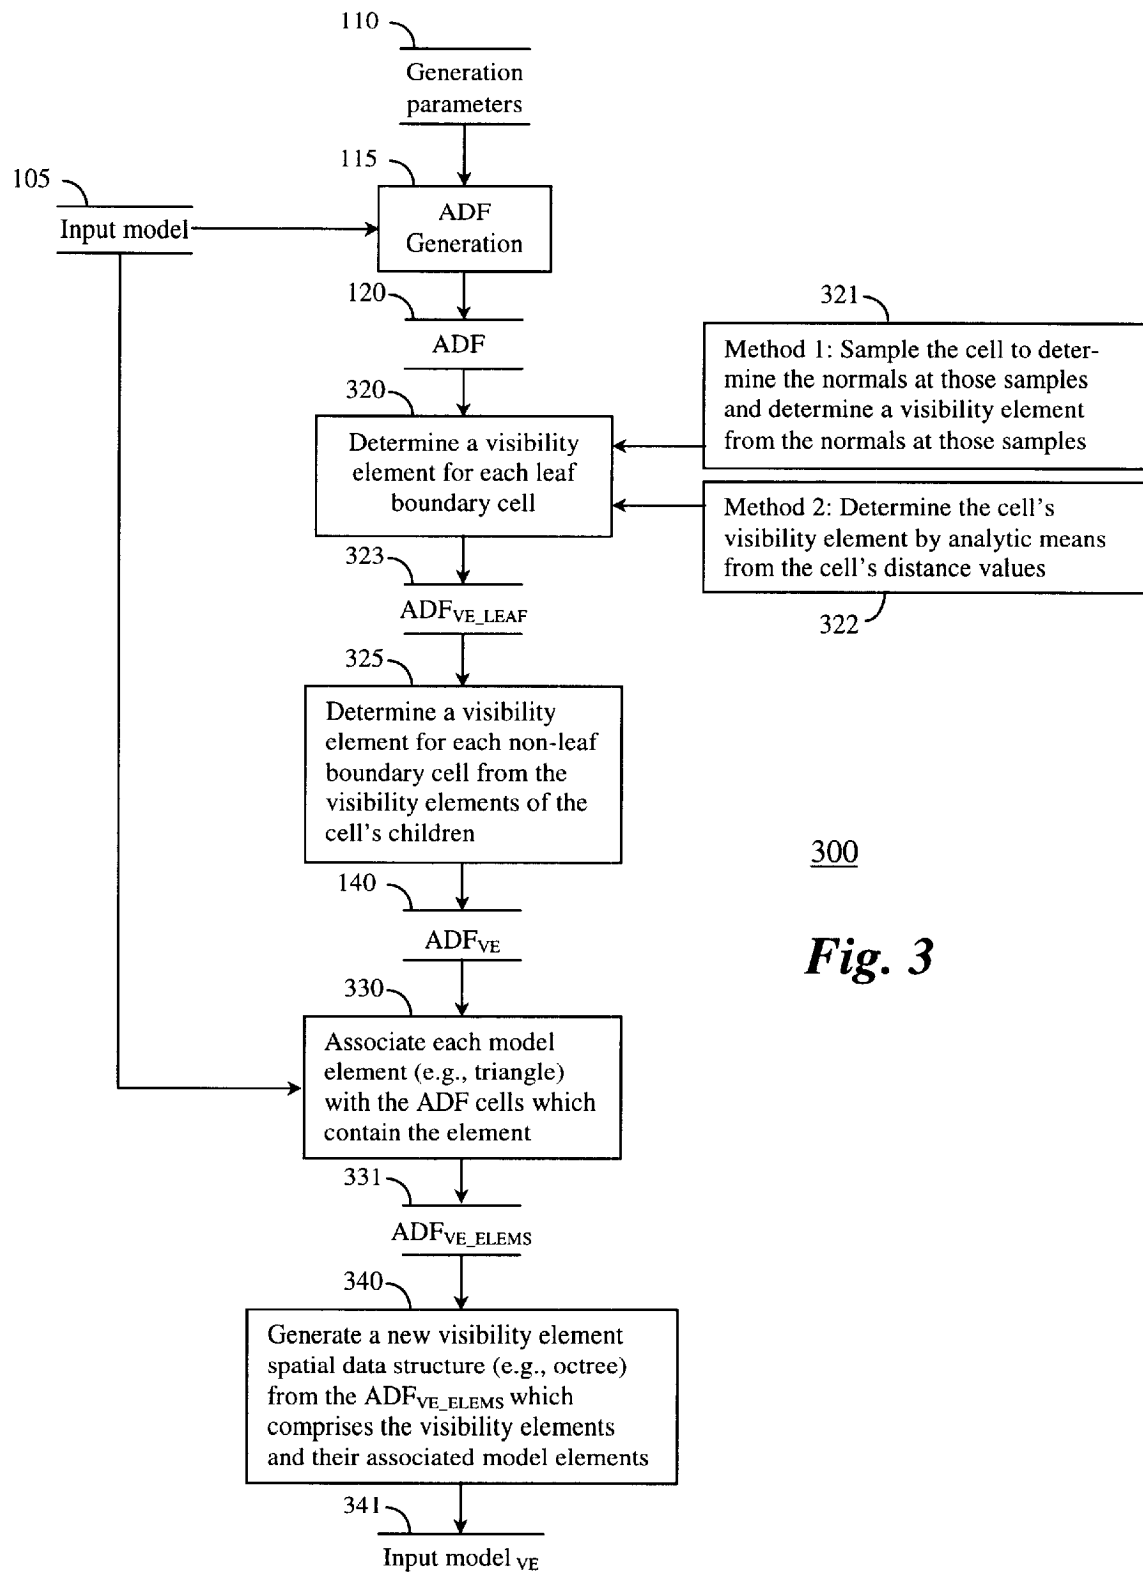 110
Generation
parameters
115
105
Input model
ADF
Generation
120
ADF
321
Method 1: Sample the cell to deter-
mine the normals at those samples
and determine a visibility element
from the normals at those samples
320
Determine a visibility
element for each leaf
boundary cell
Method 2: Determine the cell's
visibility element by analytic means
from the cell's distance values
322
323
ADFVE_LEAF
325
Determine a visibility
element for each non-leaf
boundary cell from the
visibility elements of the
cell's children
300
140
ADFVE
Fig. 3
330
Associate each model
element (e.g., triangle)
with the ADF cells which
contain the element
331
ADFVE_ELEMS
340
Generate a new visibility element
spatial data structure (e.g., octree)
from the ADFVE_ELEMS which
comprises the visibility elements
and their associated model elements
341
Input model VE